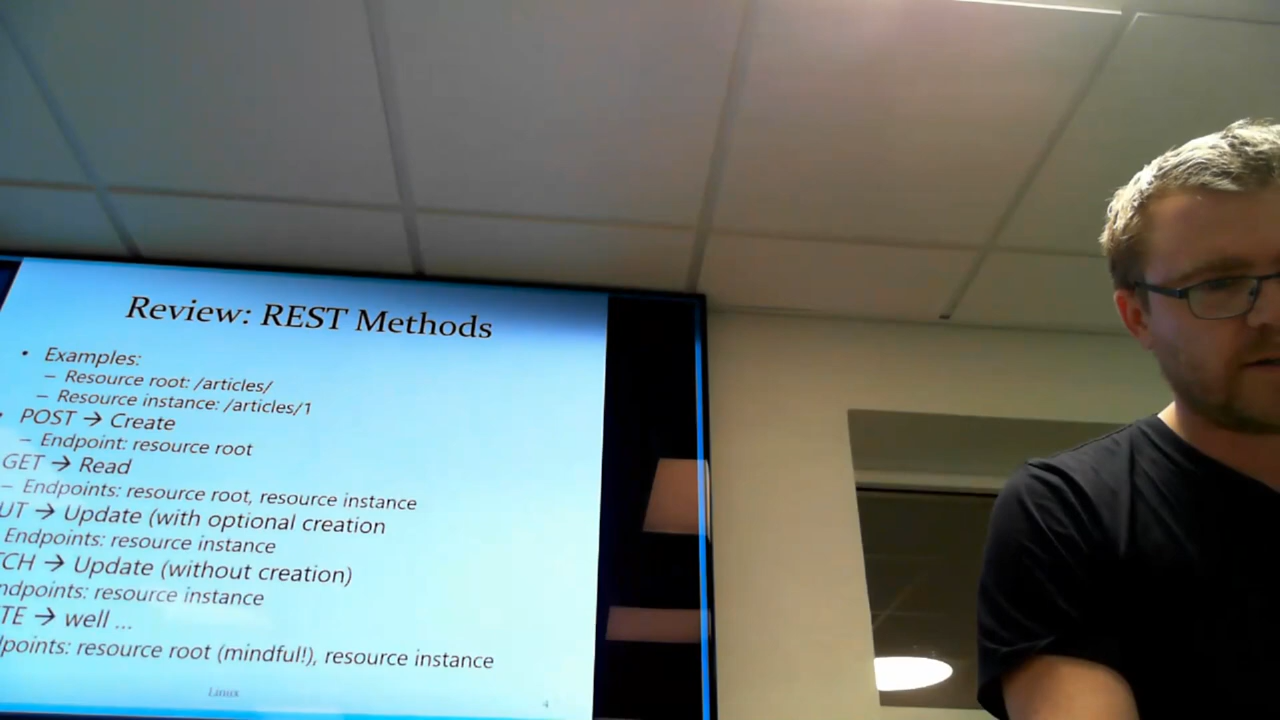 Review: REST Methods
• Examples:
– Resource root: /articles/
– Resource instance: /articles/1
• POST → Create
– Endpoint: resource root
GET → Read
– Endpoints: resource root, resource instance
UT → Update (with optional creation
Endpoints: resource instance
TCH → Update (without creation)
ndpoints: resource instance
TE → well ...
points: resource root (mindful!), resource instance
Linux
4